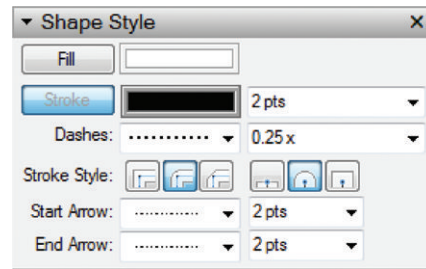 Shape Style
Fill
Stroke 2 pts
Dashes: 0.25 x
Stroke Style:
Start Arrow: 2 pts
End Arrow: 2 pts